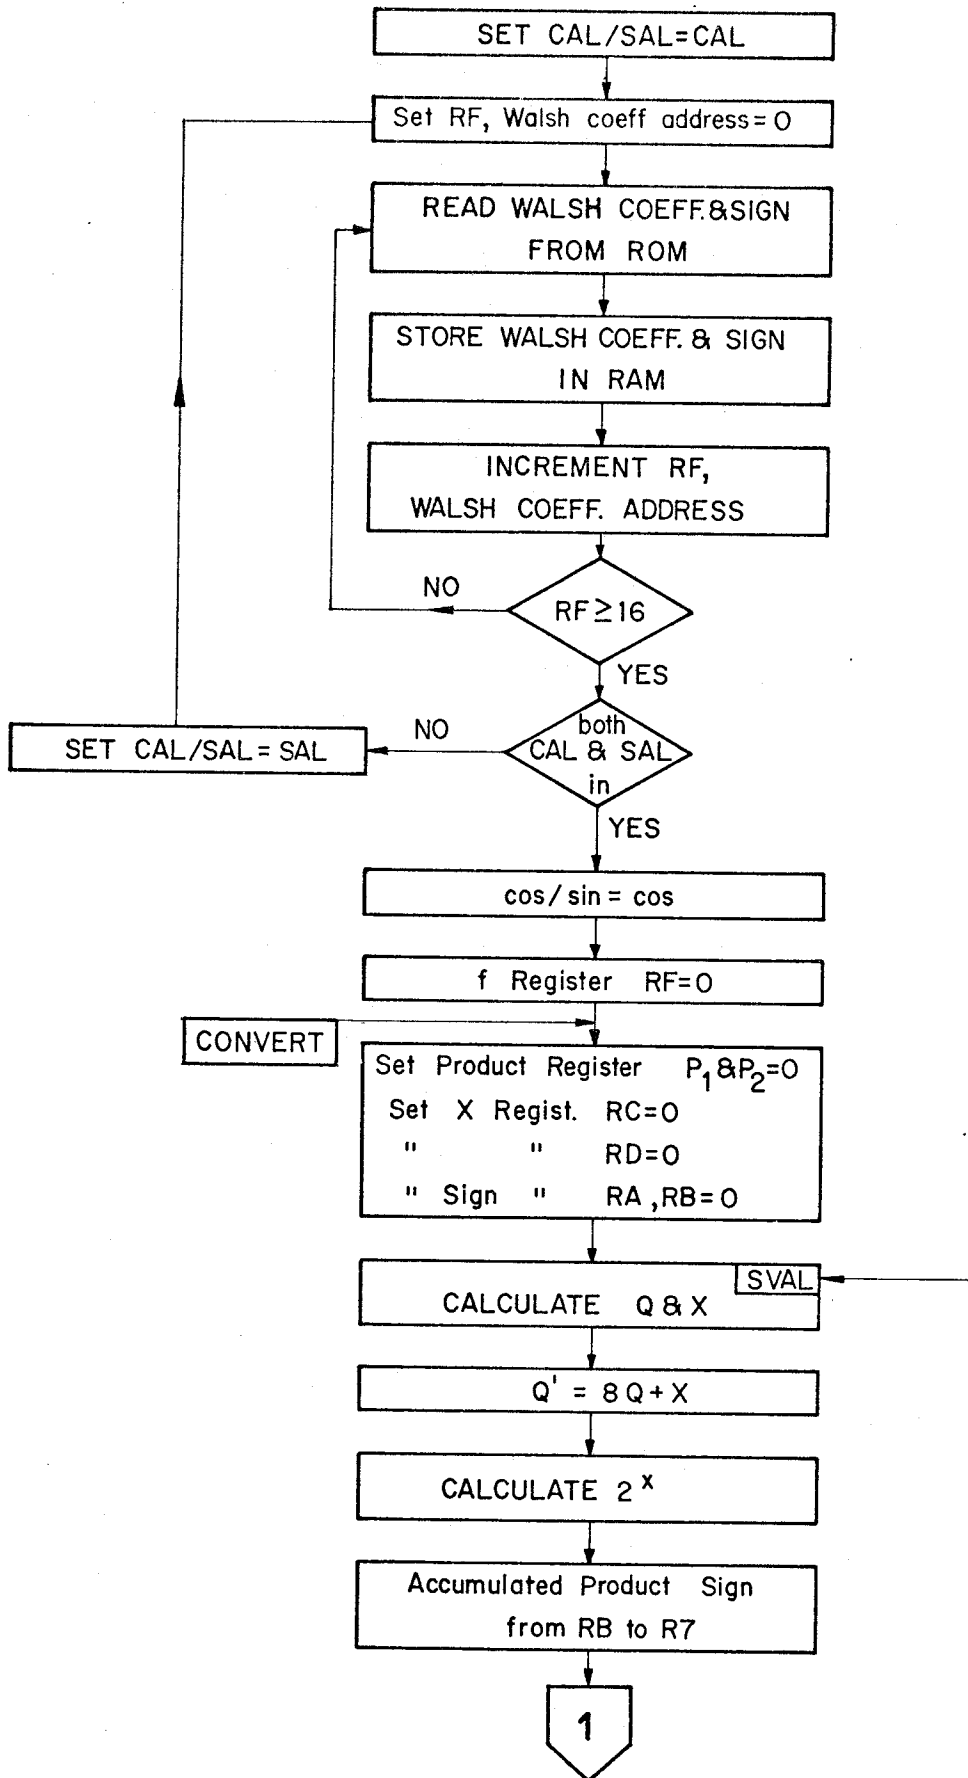 SET CAL/SAL=CAL
Set RF, Walsh coeff address=0
READ WALSH COEFF.&SIGN
FROM ROM
STORE WALSH COEFF. & SIGN
IN RAM
INCREMENT RF,
WALSH COEFF. ADDRESS
NO
RF≥16
YES
both
CAL & SAL
in
NO
SET CAL/SAL=SAL
YES
cos/sin= cos
f Register RF=0
CONVERT
Set Product Register P₁&P₂=0
Set X Regist. RC=0
" " RD=0
" Sign " RA ,RB=0
SVAL
CALCULATE Q & X
Q' = 8Q+X
CALCULATE 2ˣ
Accumulated Product Sign
from RB to R7
1